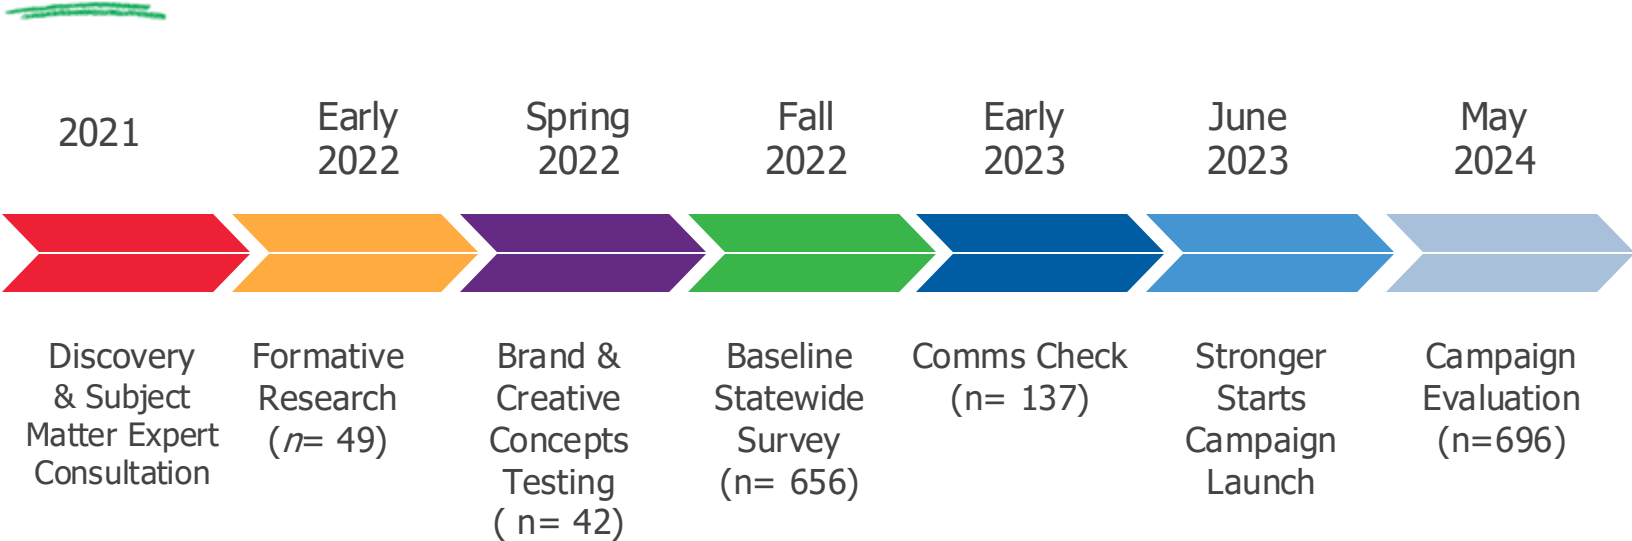 2021
Early
2022
Spring
2022
Fall
2022
Early
2023
June
2023
May
2024
Discovery
& Subject
Matter Expert
Consultation
Formative
Research
(n= 49)
Brand &
Creative
Concepts
Testing
( n= 42)
Baseline
Statewide
Survey
(n= 656)
Comms Check
(n= 137)
Stronger
Starts
Campaign
Launch
Campaign
Evaluation
(n=696)